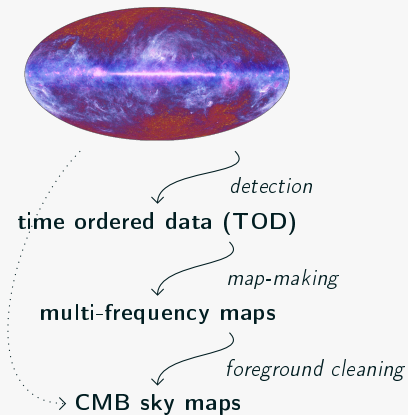 detection
time ordered data (TOD)
map-making
multi-frequency maps
foreground cleaning
CMB sky maps